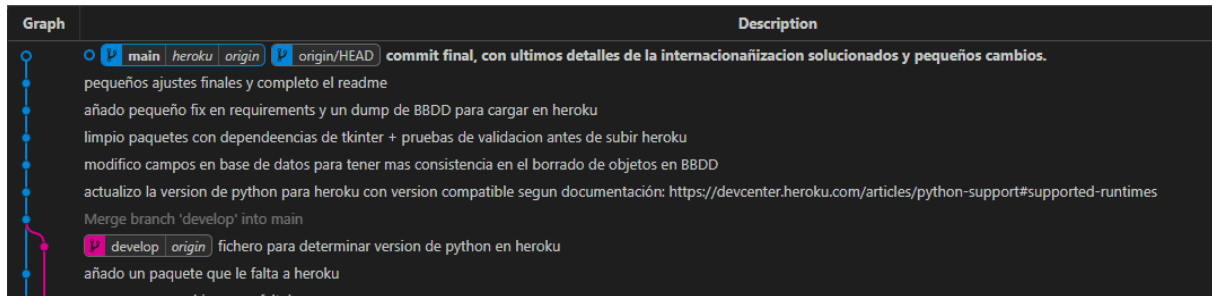 Graph Description
main heroku origin origin/HEAD commit final, con ultimos detalles de la internacionañizacion solucionados y pequeños cambios.
pequeños ajustes finales y completo el readme
añado pequeño fix en requirements y un dump de BBDD para cargar en heroku
limpio paquetes con dependeencias de tkinter + pruebas de validacion antes de subir heroku
modifico campos en base de datos para tener mas consistencia en el borrado de objetos en BBDD
actualizo la version de python para heroku con version compatible segun documentación: https://devcenter.heroku.com/articles/python-support#supported-runtimes
Merge branch 'develop' into main
develop origin fichero para determinar version de python en heroku
añado un paquete que le falta a heroku